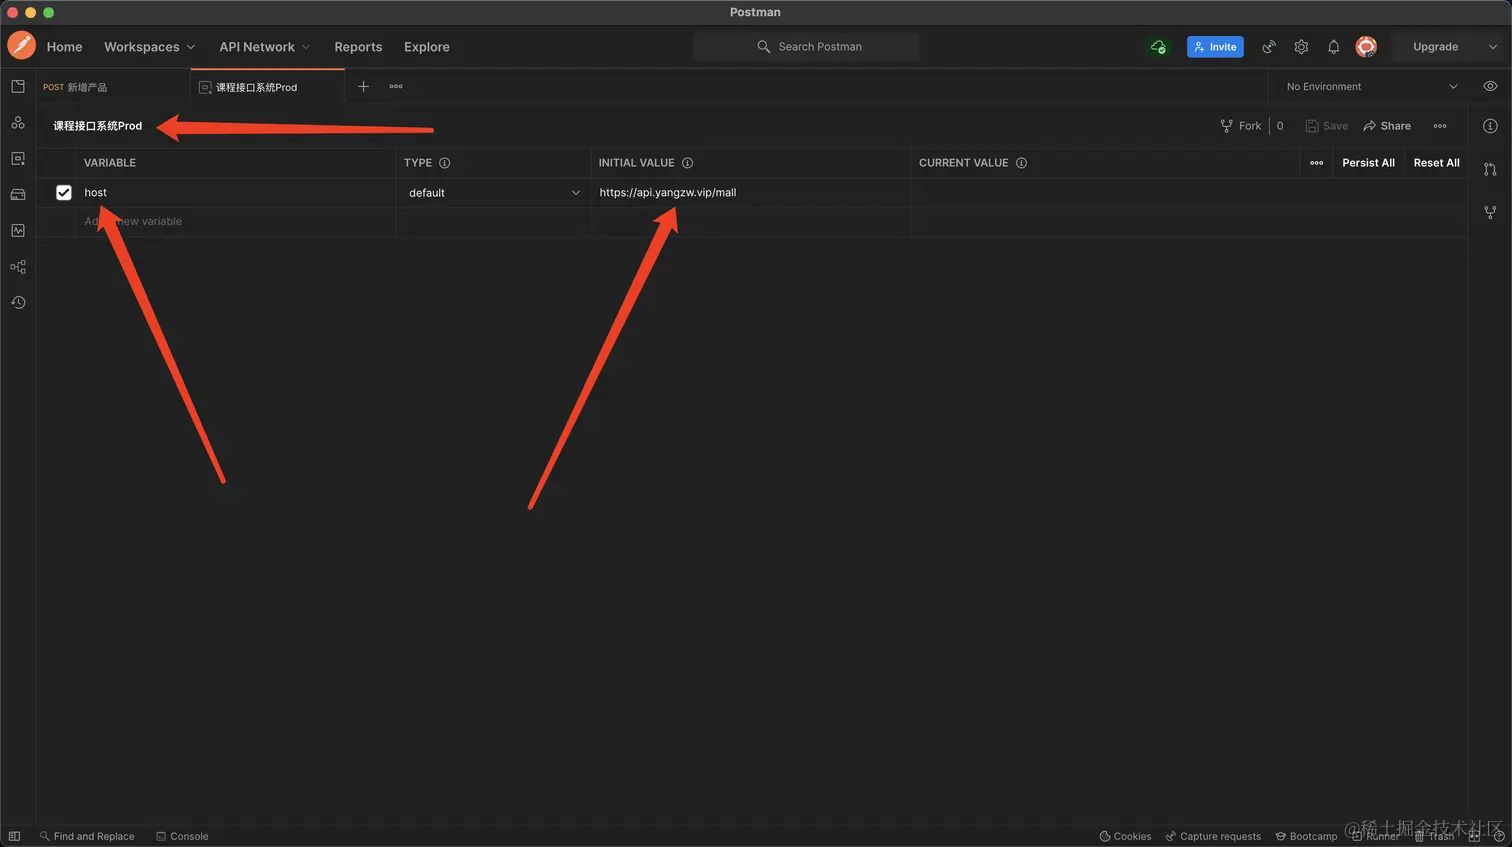 Postman
Home Workspaces API Network Reports Explore Search Postman Invite Upgrade
POST 新增产品 课程接口系统Prod No Environment
课程接口系统Prod Fork 0 Save Share
VARIABLE TYPE INITIAL VALUE CURRENT VALUE Persist All Reset All
host default https://api.yangzw.vip/mall
new variable
Find and Replace Console Cookies Capture requests Bootcamp Runner Trash
@稀土掘金技术社区